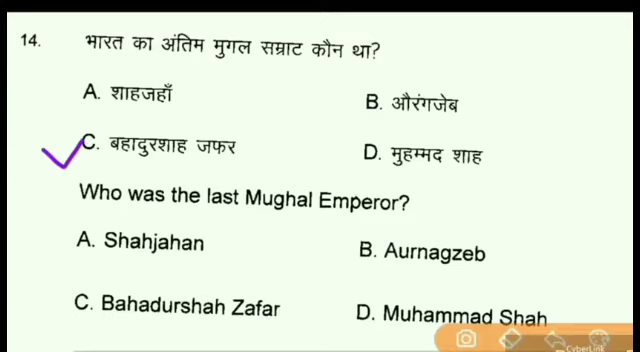 14. भारत का अंतिम मुगल सम्राट कौन था?
A. शाहजहाँ B. औरंगजेब
C. बहादुरशाह जफर D. मुहम्मद शाह
Who was the last Mughal Emperor?
A. Shahjahan B. Aurnagzeb
C. Bahadurshah Zafar D. Muhammad Shah
CyberLink